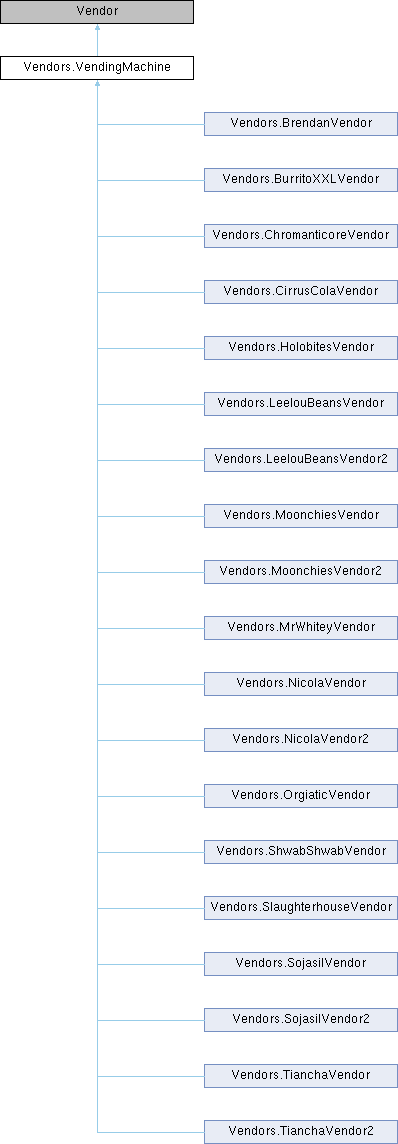 Vendor
Vendors.VendingMachine
Vendors.BrendanVendor
Vendors.BurritoXXLVendor
Vendors.ChromanticoreVendor
Vendors.CirrusColaVendor
Vendors.HolobitesVendor
Vendors.LeelouBeansVendor
Vendors.LeelouBeansVendor2
Vendors.MoonchiesVendor
Vendors.MoonchiesVendor2
Vendors.MrWhiteyVendor
Vendors.NicolaVendor
Vendors.NicolaVendor2
Vendors.OrgiaticVendor
Vendors.ShwabShwabVendor
Vendors.SlaughterhouseVendor
Vendors.SojasilVendor
Vendors.SojasilVendor2
Vendors.TianchaVendor
Vendors.TianchaVendor2